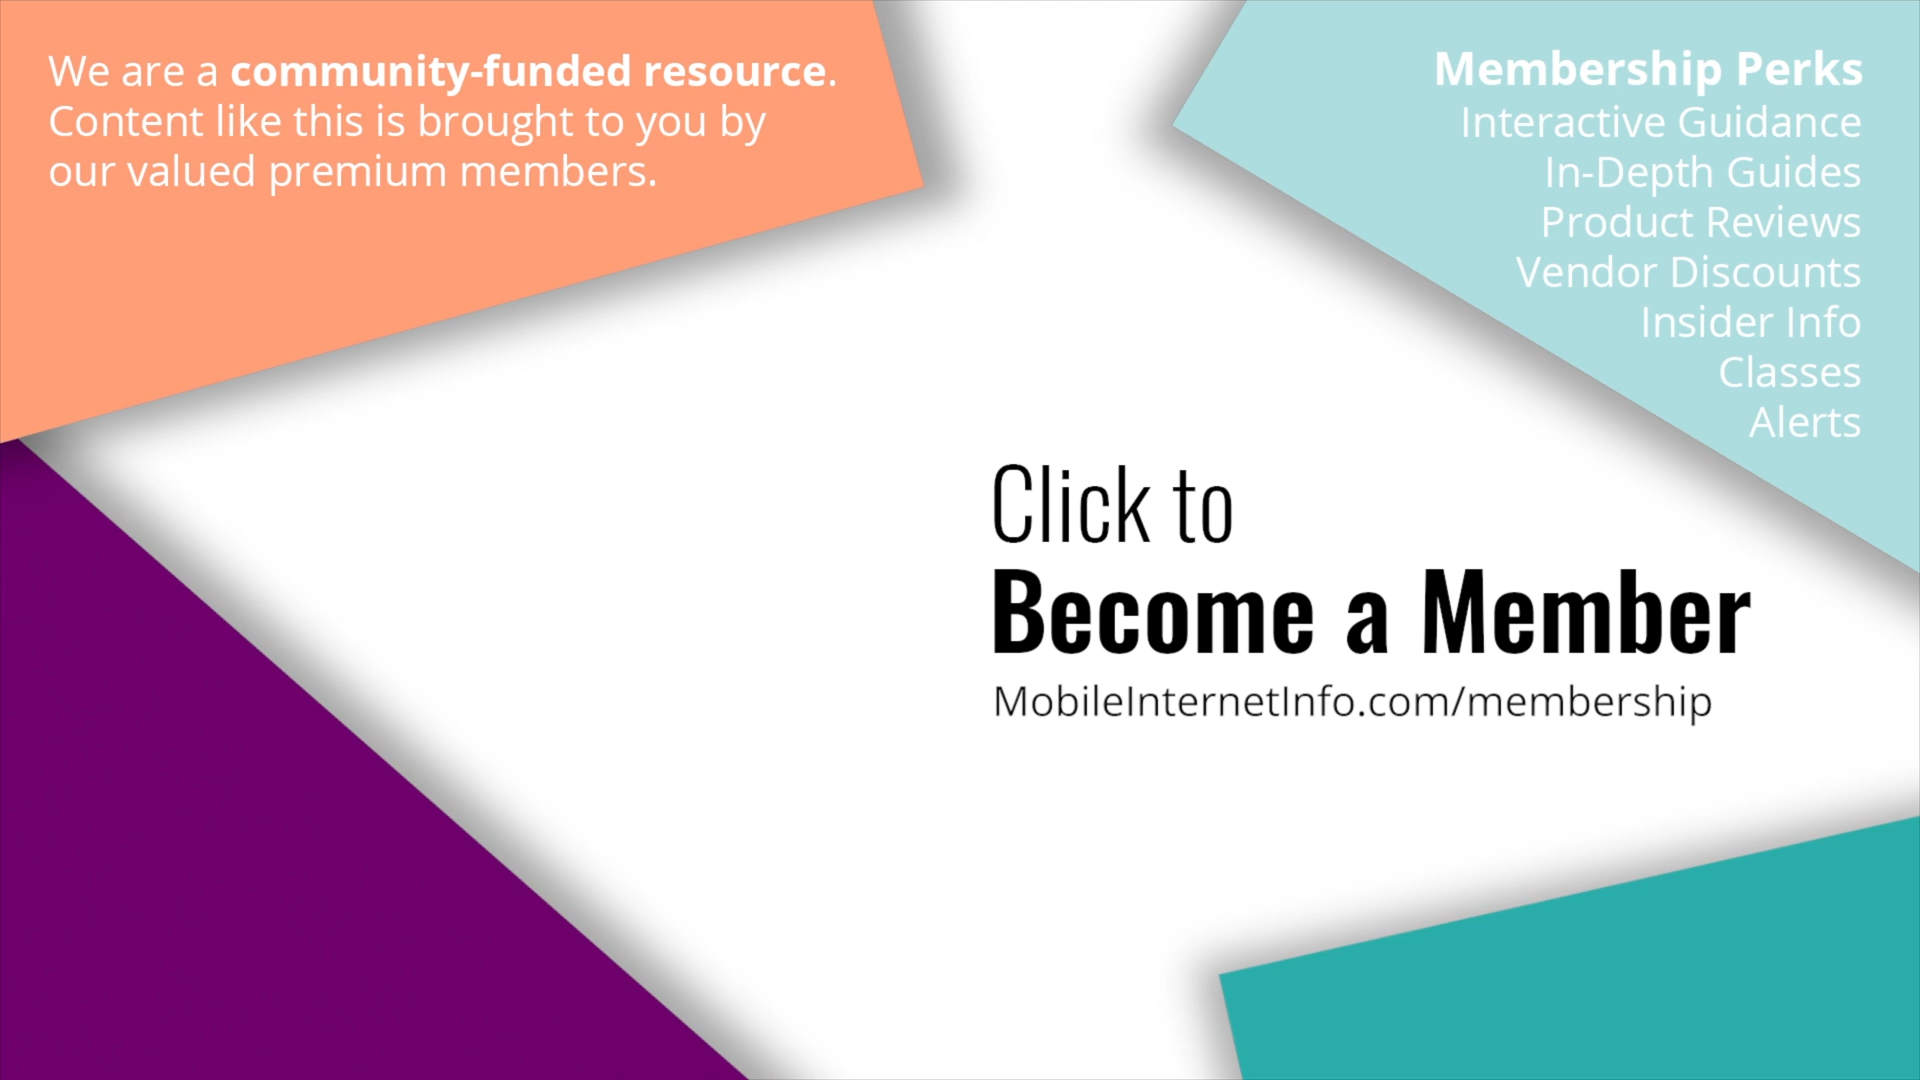 We are a community-funded resource.
Content like this is brought to you by
our valued premium members.
Membership Perks
Interactive Guidance
In-Depth Guides
Product Reviews
Vendor Discounts
Insider Info
Classes
Alerts
Click to
Become a Member
MobileInternetInfo.com/membership